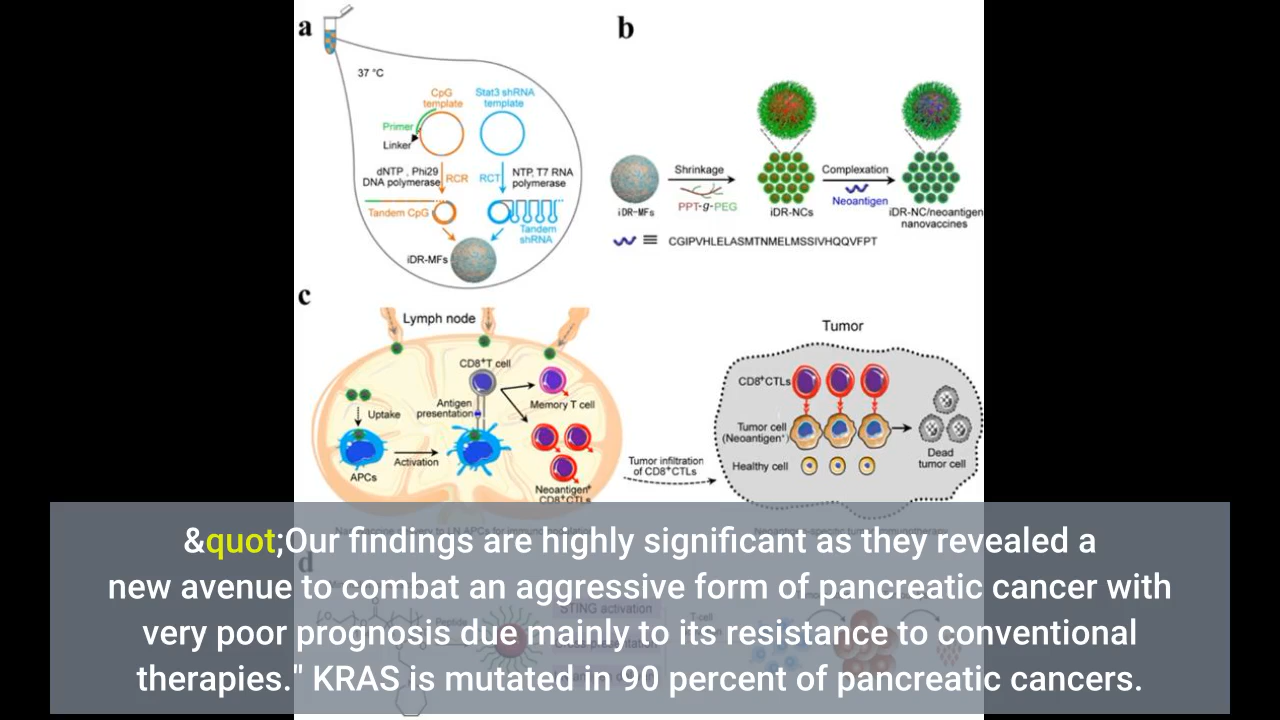 a
b
37 °C
CpG
template
Stat3 shRNA
template
Primer
Linker
dNTP , Phi29
DNA polymerase
RCR
RCT
NTP, T7 RNA
polymerase
Tandem CpG
Tandem
shRNA
iDR-MFs
iDR-MFs
Shrinkage
PPT-g-PEG
iDR-NCs
Complexation
Neoantigen
iDR-NC/neoantigen
nanovaccines
CGIPVHLELASMTNMELMSSIVHQQVFPT
c
Lymph node
CD8⁺T cell
Antigen
presentation
Memory T cell
Uptake
APCs
Activation
Neoantigen⁺
CD8⁺CTLs
Tumor infiltration
of CD8⁺CTLs
Tumor
CD8⁺CTLs
Tumor cell
(Neoantigen⁺)
Healthy cell
Dead
tumor cell
d
STING activation
Peptide
T cell
&quot;Our findings are highly significant as they revealed a
new avenue to combat an aggressive form of pancreatic cancer with
very poor prognosis due mainly to its resistance to conventional
therapies." KRAS is mutated in 90 percent of pancreatic cancers.